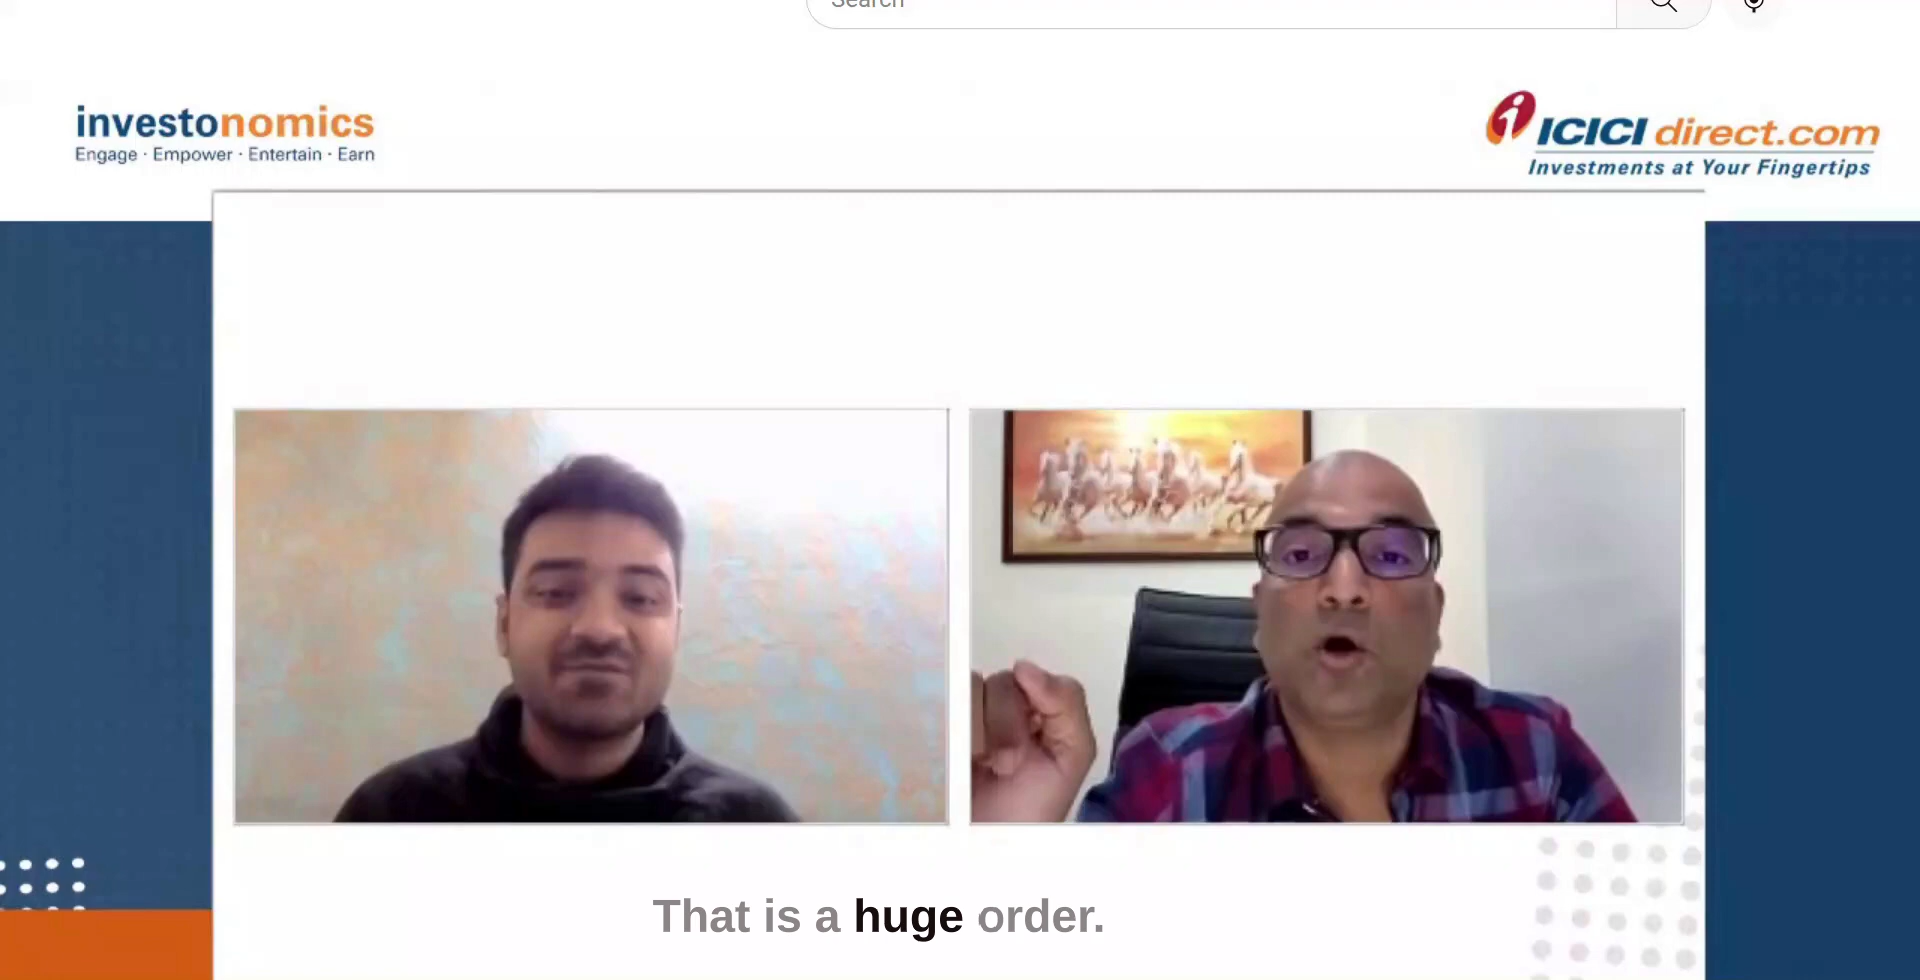 Search
investonomics
Engage · Empower · Entertain · Earn
i ICICI direct.com
Investments at Your Fingertips
That is a huge order.